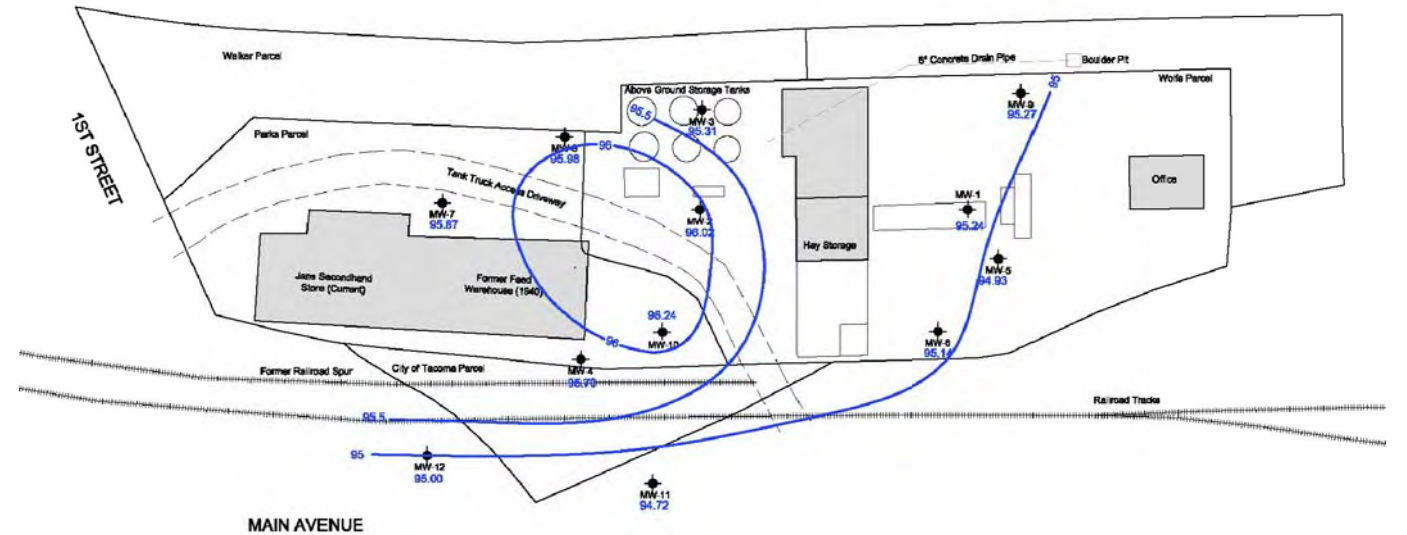 Walker Parcel
6" Concrete Drain Pipe
Boulder Pit
Wolfe Parcel
95
Above Ground Storage Tanks
MW-9
95.27
95.5
MW-3
95.31
1ST STREET
Parks Parcel
95.98
96
Tank Truck Access Driveway
Office
MW-7
95.87
MW-2
96.02
MW-1
95.24
Hay Storage
MW-5
94.93
Jans Secondhand
Store (Current)
Former Feed
Warehouse (1940)
96.24
MW-10
96
95.14
MW-4
95.70
Former Railroad Spur
City of Tacoma Parcel
Railroad Tracks
95.5
95
MW-12
95.00
MW-11
94.72
MAIN AVENUE